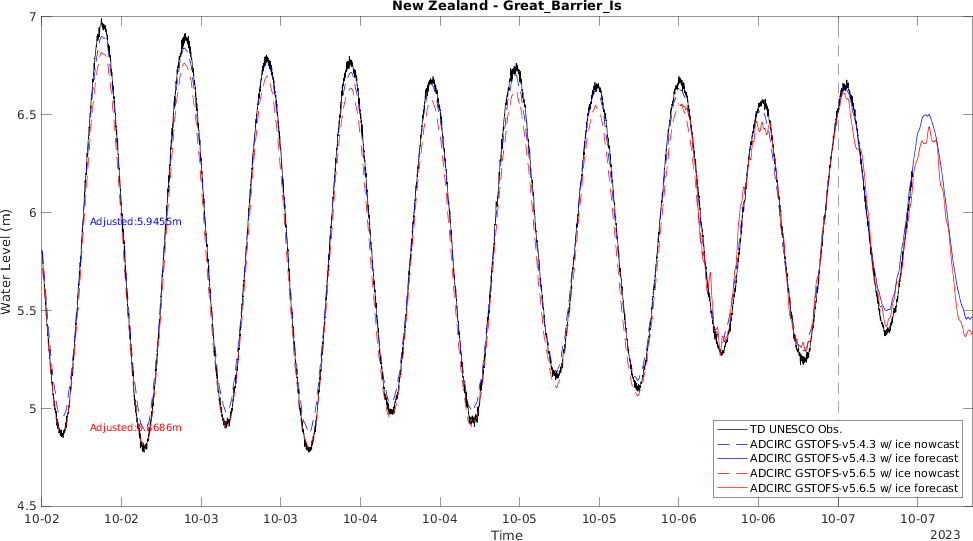 New Zealand - Great_Barrier_Is
7
6.5
6
5.5
5
4.5
Water Level (m)
Adjusted:5.9455m
Adjusted:5.8686m
TD UNESCO Obs.
ADCIRC GSTOFS-v5.4.3 w/ ice nowcast
ADCIRC GSTOFS-v5.4.3 w/ ice forecast
ADCIRC GSTOFS-v5.6.5 w/ ice nowcast
ADCIRC GSTOFS-v5.6.5 w/ ice forecast
10-02 10-02 10-03 10-03 10-04 10-04 10-05 10-05 10-06 10-06 10-07 10-07
Time
2023